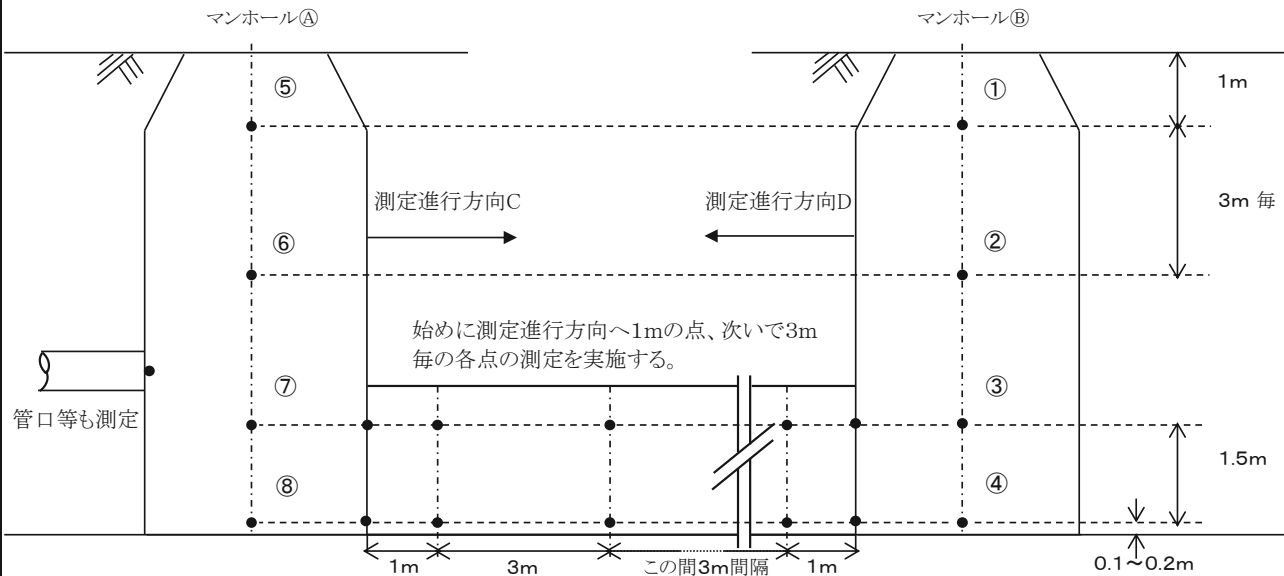 マンホールⒶ
マンホールⒷ
⑤
①
1m
測定進行方向C
測定進行方向D
3m 毎
⑥
②
始めに測定進行方向へ1mの点、次いで3m
毎の各点の測定を実施する。
⑦
③
管口等も測定
1.5m
⑧
④
1m
3m
この間3m間隔
1m
0.1~0.2m